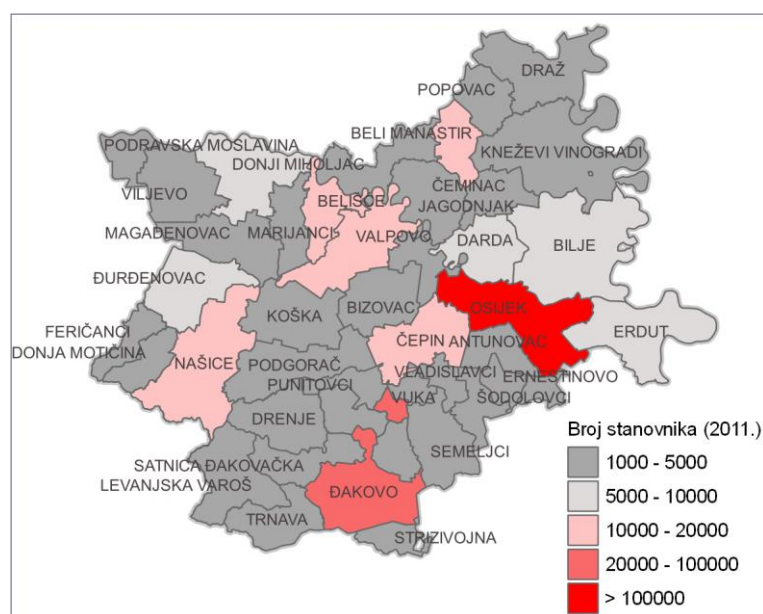 DRAŽ
POPOVAC
BELI MANASTIR
KNEŽEVI VINOGRADI
PODRAVSKA MOSLAVINA
DONJI MIHOLJAC
VILJEVO
BELIŠĆE
ČEMINAC
JAGODNJAK
MAGADENOVAC
MARIJANCI
VALPOVO
DARDA
BILJE
ĐURĐENOVAC
KOŠKA
BIZOVAC
OSIJEK
ERDUT
FERIČANCI
DONJA MOTIČINA
NAŠICE
ČEPIN
ANTUNOVAC
PODGORAČ
VLADISLAVCI
ERNESTINOVO
PUNITOVCI
VUKA
ŠODOLOVCI
DRENJE
SEMELJCI
SATNICA ĐAKOVAČKA
LEVANJSKA VAROŠ
ĐAKOVO
TRNAVA
STRIZIVOJNA
Broj stanovnika (2011.)
1000 - 5000
5000 - 10000
10000 - 20000
20000 - 100000
> 100000